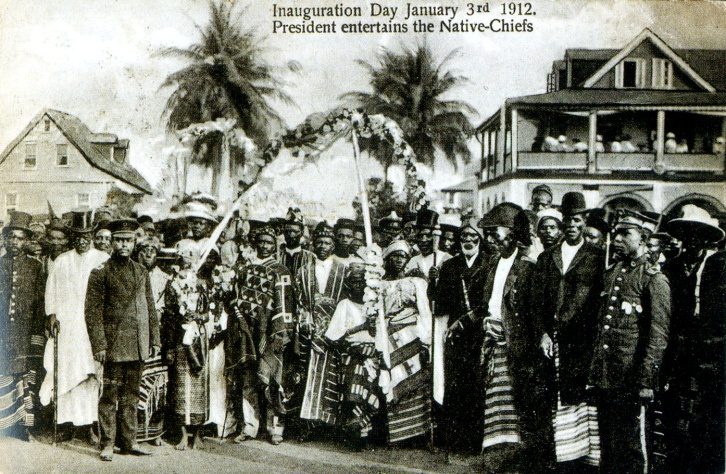 Inauguration Day January 3rd 1912.
President entertains the Native-Chiefs